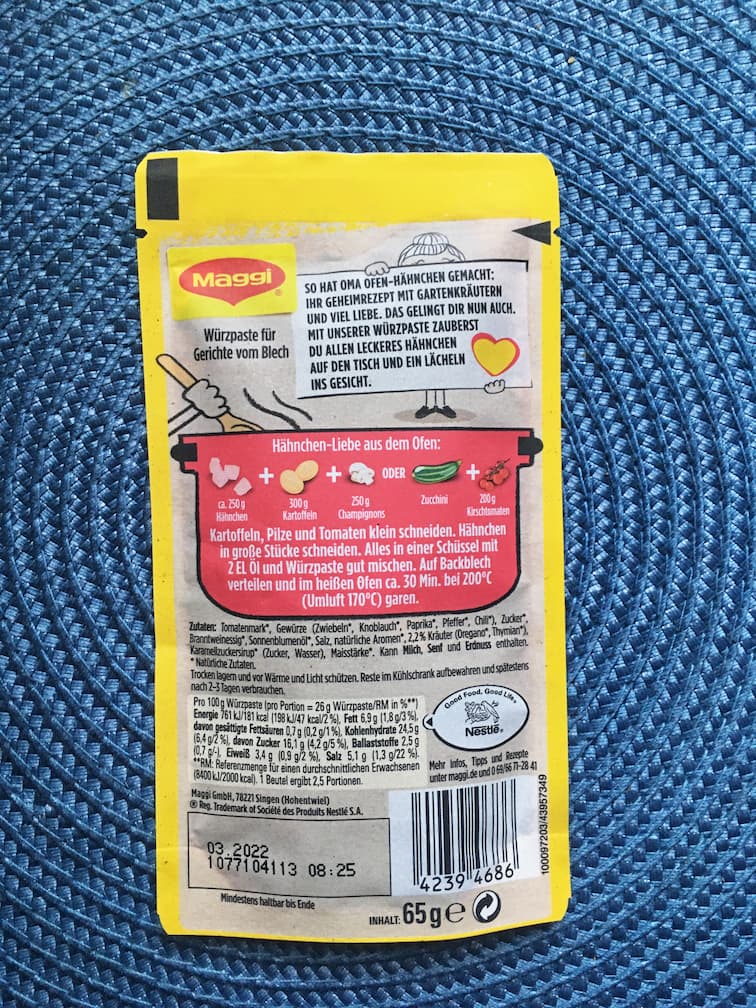 Maggi
®
Würzpaste für
Gerichte vom Blech
SO HAT OMA OFEN-HÄHNCHEN GEMACHT:
IHR GEHEIMREZEPT MIT GARTENKRÄUTERN
UND VIEL LIEBE. DAS GELINGT DIR NUN AUCH.
MIT UNSERER WÜRZPASTE ZAUBERST
DU ALLEN LECKERES HÄHNCHEN
AUF DEN TISCH UND EIN LÄCHELN
INS GESICHT.
Hähnchen-Liebe aus dem Ofen:
+ + ODER +
ca. 250 g
Hähnchen
300 g
Kartoffeln
250 g
Champignons
Zucchini
200 g
Kirschtomaten
Kartoffeln, Pilze und Tomaten klein schneiden. Hähnchen
in große Stücke schneiden. Alles in einer Schüssel mit
2 EL Öl und Würzpaste gut mischen. Auf Backblech
verteilen und im heißen Ofen ca. 30 Min. bei 200°C
(Umluft 170°C) garen.
Zutaten: Tomatenmark*, Gewürze (Zwiebeln*, Knoblauch*, Paprika*, Pfeffer*, Chili*), Zucker*,
Branntweinessig*, Sonnenblumenöl*, Salz, natürliche Aromen*, 2,2% Kräuter (Oregano*, Thymian*),
Karamellzuckersirup* (Zucker, Wasser), Maisstärke*. Kann Milch, Senf und Erdnuss enthalten.
*Natürliche Zutaten.
Trocken lagern und vor Wärme und Licht schützen. Reste im Kühlschrank aufbewahren und spätestens
nach 2-3 Tagen verbrauchen.
Pro 100 g Würzpaste (pro Portion = 26 g Würzpaste/RM in %**)
Energie 761 kJ/181 kcal (198 kJ/47 kcal/2 %), Fett 6,9 g (1,8 g/3 %),
davon gesättigte Fettsäuren 0,7 g (0,2 g/1 %), Kohlenhydrate 24,5 g
(6,4 g/2 %), davon Zucker 16,1 g (4,2 g/5 %), Ballaststoffe 2,5 g
(0,7 g/-), Eiweiß 3,4 g (0,9 g/2 %), Salz 5,1 g (1,3 g/22 %).
**RM: Referenzmenge für einen durchschnittlichen Erwachsenen
(8400 kJ/2000 kcal). 1 Beutel ergibt 2,5 Portionen.
Good Food, Good Life
Nestlé®
Mehr Infos, Tipps und Rezepte
unter maggi.de und 0 69/66 71-28 41
Maggi GmbH, 78221 Singen (Hohentwiel)
® Reg. Trademark of Société des Produits Nestlé S.A.
03.2022
1077104113 08:25
Mindestens haltbar bis Ende
4239 4686
100097203/43957349
INHALT: 65 g e